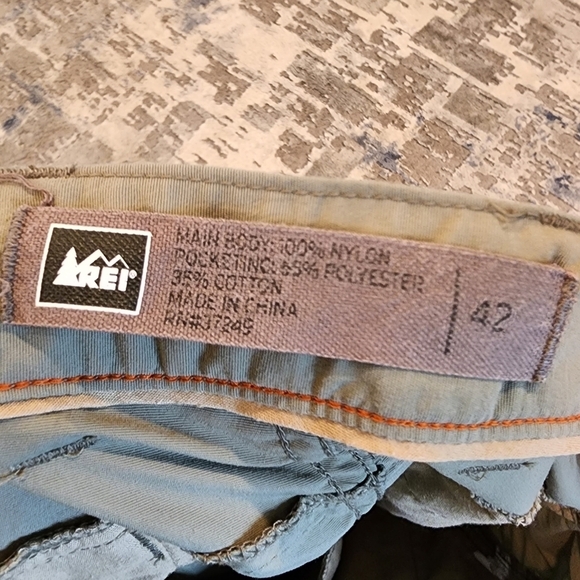 REI®
MAIN BODY: 100% NYLON
POCKETING: 65% POLYESTER
35% COTTON
MADE IN CHINA
RN#37249
42